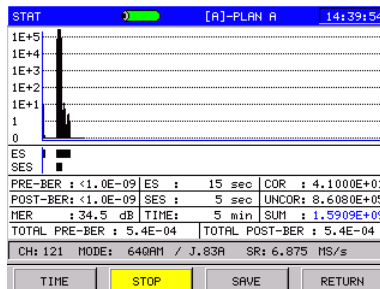 STAT [A]-PLAN A 14:39:54
1E+5
1E+4
1E+3
1E+2
1E+1
1
0
ES
SES
PRE-BER : <1.0E-09 ES : 15 sec COR : 4.1000E+01
POST-BER: <1.0E-09 SES : 5 sec UNCOR: 8.6080E+05
MER : 34.5 dB TIME: 5 min SUM : 1.5909E+09
TOTAL PRE-BER : 5.4E-04 TOTAL POST-BER : 5.4E-04
CH: 121 MODE: 64QAM / J.83A SR: 6.875 MS/s
TIME STOP SAVE RETURN